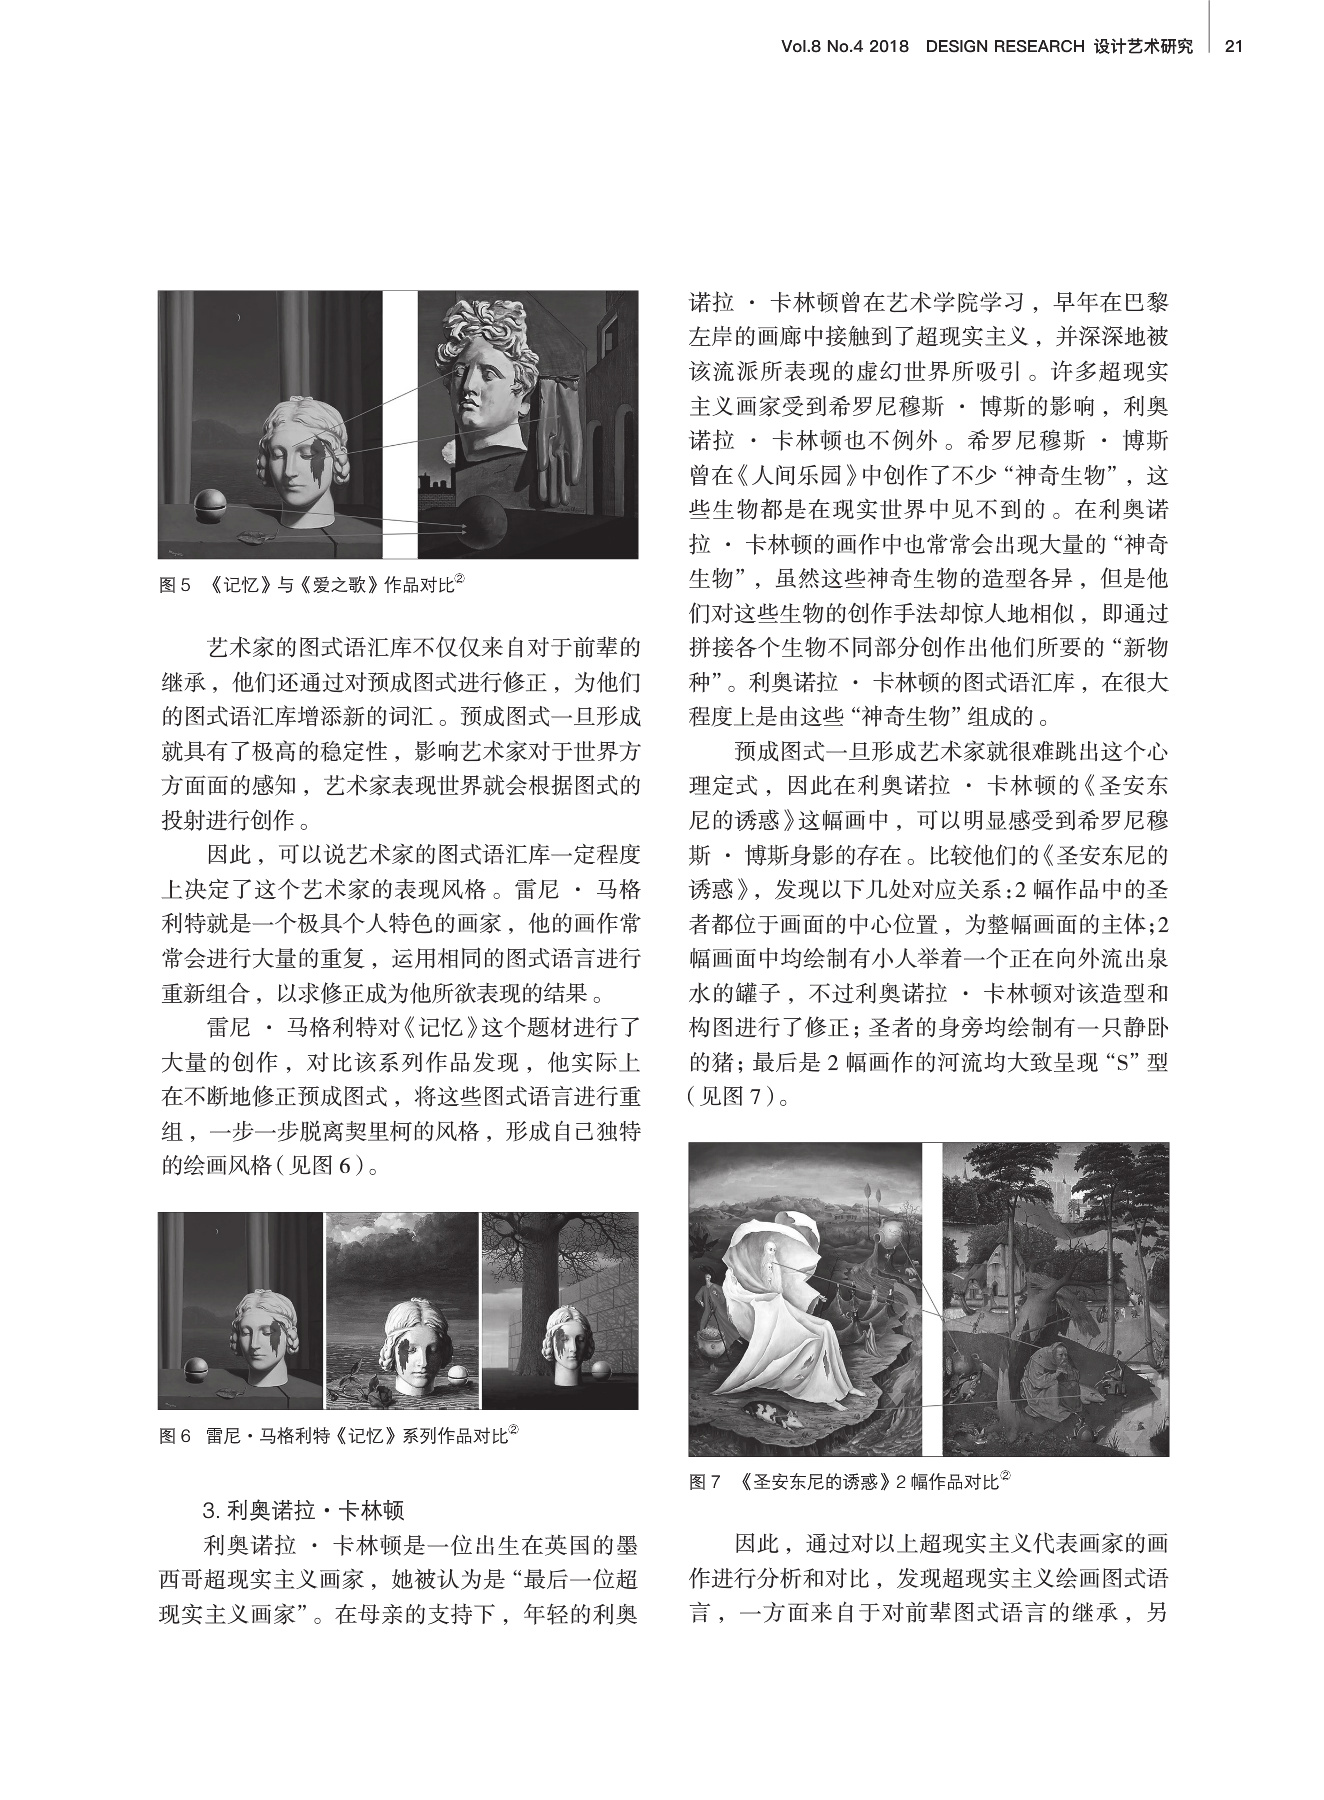 Vol.8 No.4 2018 DESIGN RESEARCH 设计艺术研究 21
图 5 《记忆》与《爱之歌》作品对比②
艺术家的图式语汇库不仅仅来自对于前辈的
继承，他们还通过对预成图式进行修正，为他们
的图式语汇库增添新的词汇。预成图式一旦形成
就具有了极高的稳定性，影响艺术家对于世界方
方面面的感知，艺术家表现世界就会根据图式的
投射进行创作。
因此，可以说艺术家的图式语汇库一定程度
上决定了这个艺术家的表现风格。雷尼 · 马格
利特就是一个极具个人特色的画家，他的画作常
常会进行大量的重复，运用相同的图式语言进行
重新组合，以求修正成为他所欲表现的结果。
雷尼 · 马格利特对《记忆》这个题材进行了
大量的创作，对比该系列作品发现，他实际上
在不断地修正预成图式，将这些图式语言进行重
组，一步一步脱离契里柯的风格，形成自己独特
的绘画风格（见图 6）。
图 6 雷尼·马格利特《记忆》系列作品对比②
3. 利奥诺拉·卡林顿
利奥诺拉 · 卡林顿是一位出生在英国的墨
西哥超现实主义画家，她被认为是“最后一位超
现实主义画家”。在母亲的支持下，年轻的利奥
诺拉 · 卡林顿曾在艺术学院学习，早年在巴黎
左岸的画廊中接触到了超现实主义，并深深地被
该流派所表现的虚幻世界所吸引。许多超现实
主义画家受到希罗尼穆斯 · 博斯的影响，利奥
诺拉 · 卡林顿也不例外。希罗尼穆斯 · 博斯
曾在《人间乐园》中创作了不少“神奇生物”，这
些生物都是在现实世界中见不到的。在利奥诺
拉 · 卡林顿的画作中也常常会出现大量的“神奇
生物”，虽然这些神奇生物的造型各异，但是他
们对这些生物的创作手法却惊人地相似，即通过
拼接各个生物不同部分创作出他们所要的“新物
种”。利奥诺拉 · 卡林顿的图式语汇库，在很大
程度上是由这些“神奇生物”组成的。
预成图式一旦形成艺术家就很难跳出这个心
理定式，因此在利奥诺拉 · 卡林顿的《圣安东
尼的诱惑》这幅画中，可以明显感受到希罗尼穆
斯 · 博斯身影的存在。比较他们的《圣安东尼的
诱惑》，发现以下几处对应关系：2 幅作品中的圣
者都位于画面的中心位置，为整幅画面的主体；2
幅画面中均绘制有小人举着一个正在向外流出泉
水的罐子，不过利奥诺拉 · 卡林顿对该造型和
构图进行了修正；圣者的身旁均绘制有一只静卧
的猪；最后是 2 幅画作的河流均大致呈现“S”型
（见图 7）。
图 7 《圣安东尼的诱惑》2 幅作品对比②
因此，通过对以上超现实主义代表画家的画
作进行分析和对比，发现超现实主义绘画图式语
言，一方面来自于对前辈图式语言的继承，另